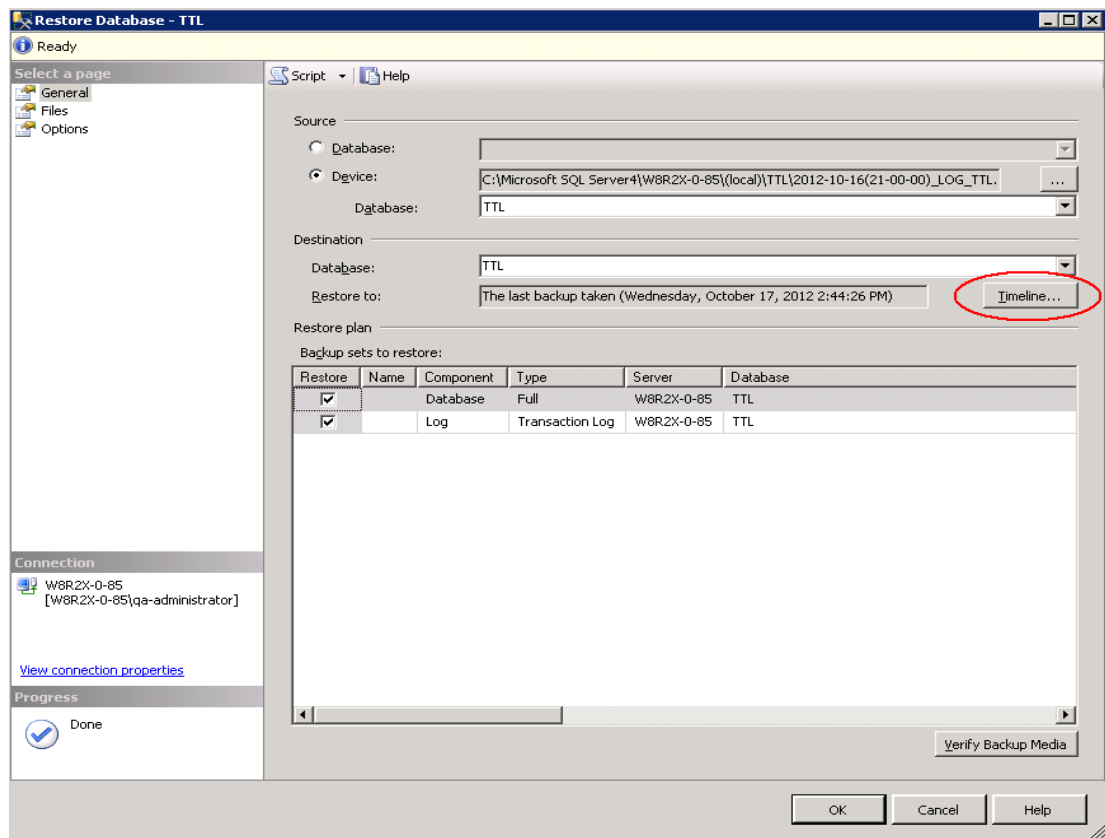 Restore Database - TTL
Ready
Select a page
General
Files
Options
Script
Help
Source
Database:
Device:
C:\Microsoft SQL Server4\W8R2X-0-85\(local)\TTL\2012-10-16(21-00-00)_LOG_TTL.
...
Database:
TTL
Destination
Database:
TTL
Restore to:
The last backup taken (Wednesday, October 17, 2012 2:44:26 PM)
Timeline...
Restore plan
Backup sets to restore:
Restore Name Component Type Server Database
Database Full W8R2X-0-85 TTL
Log Transaction Log W8R2X-0-85 TTL
Connection
W8R2X-0-85
[W8R2X-0-85\qa-administrator]
View connection properties
Progress
Done
Verify Backup Media
OK Cancel Help